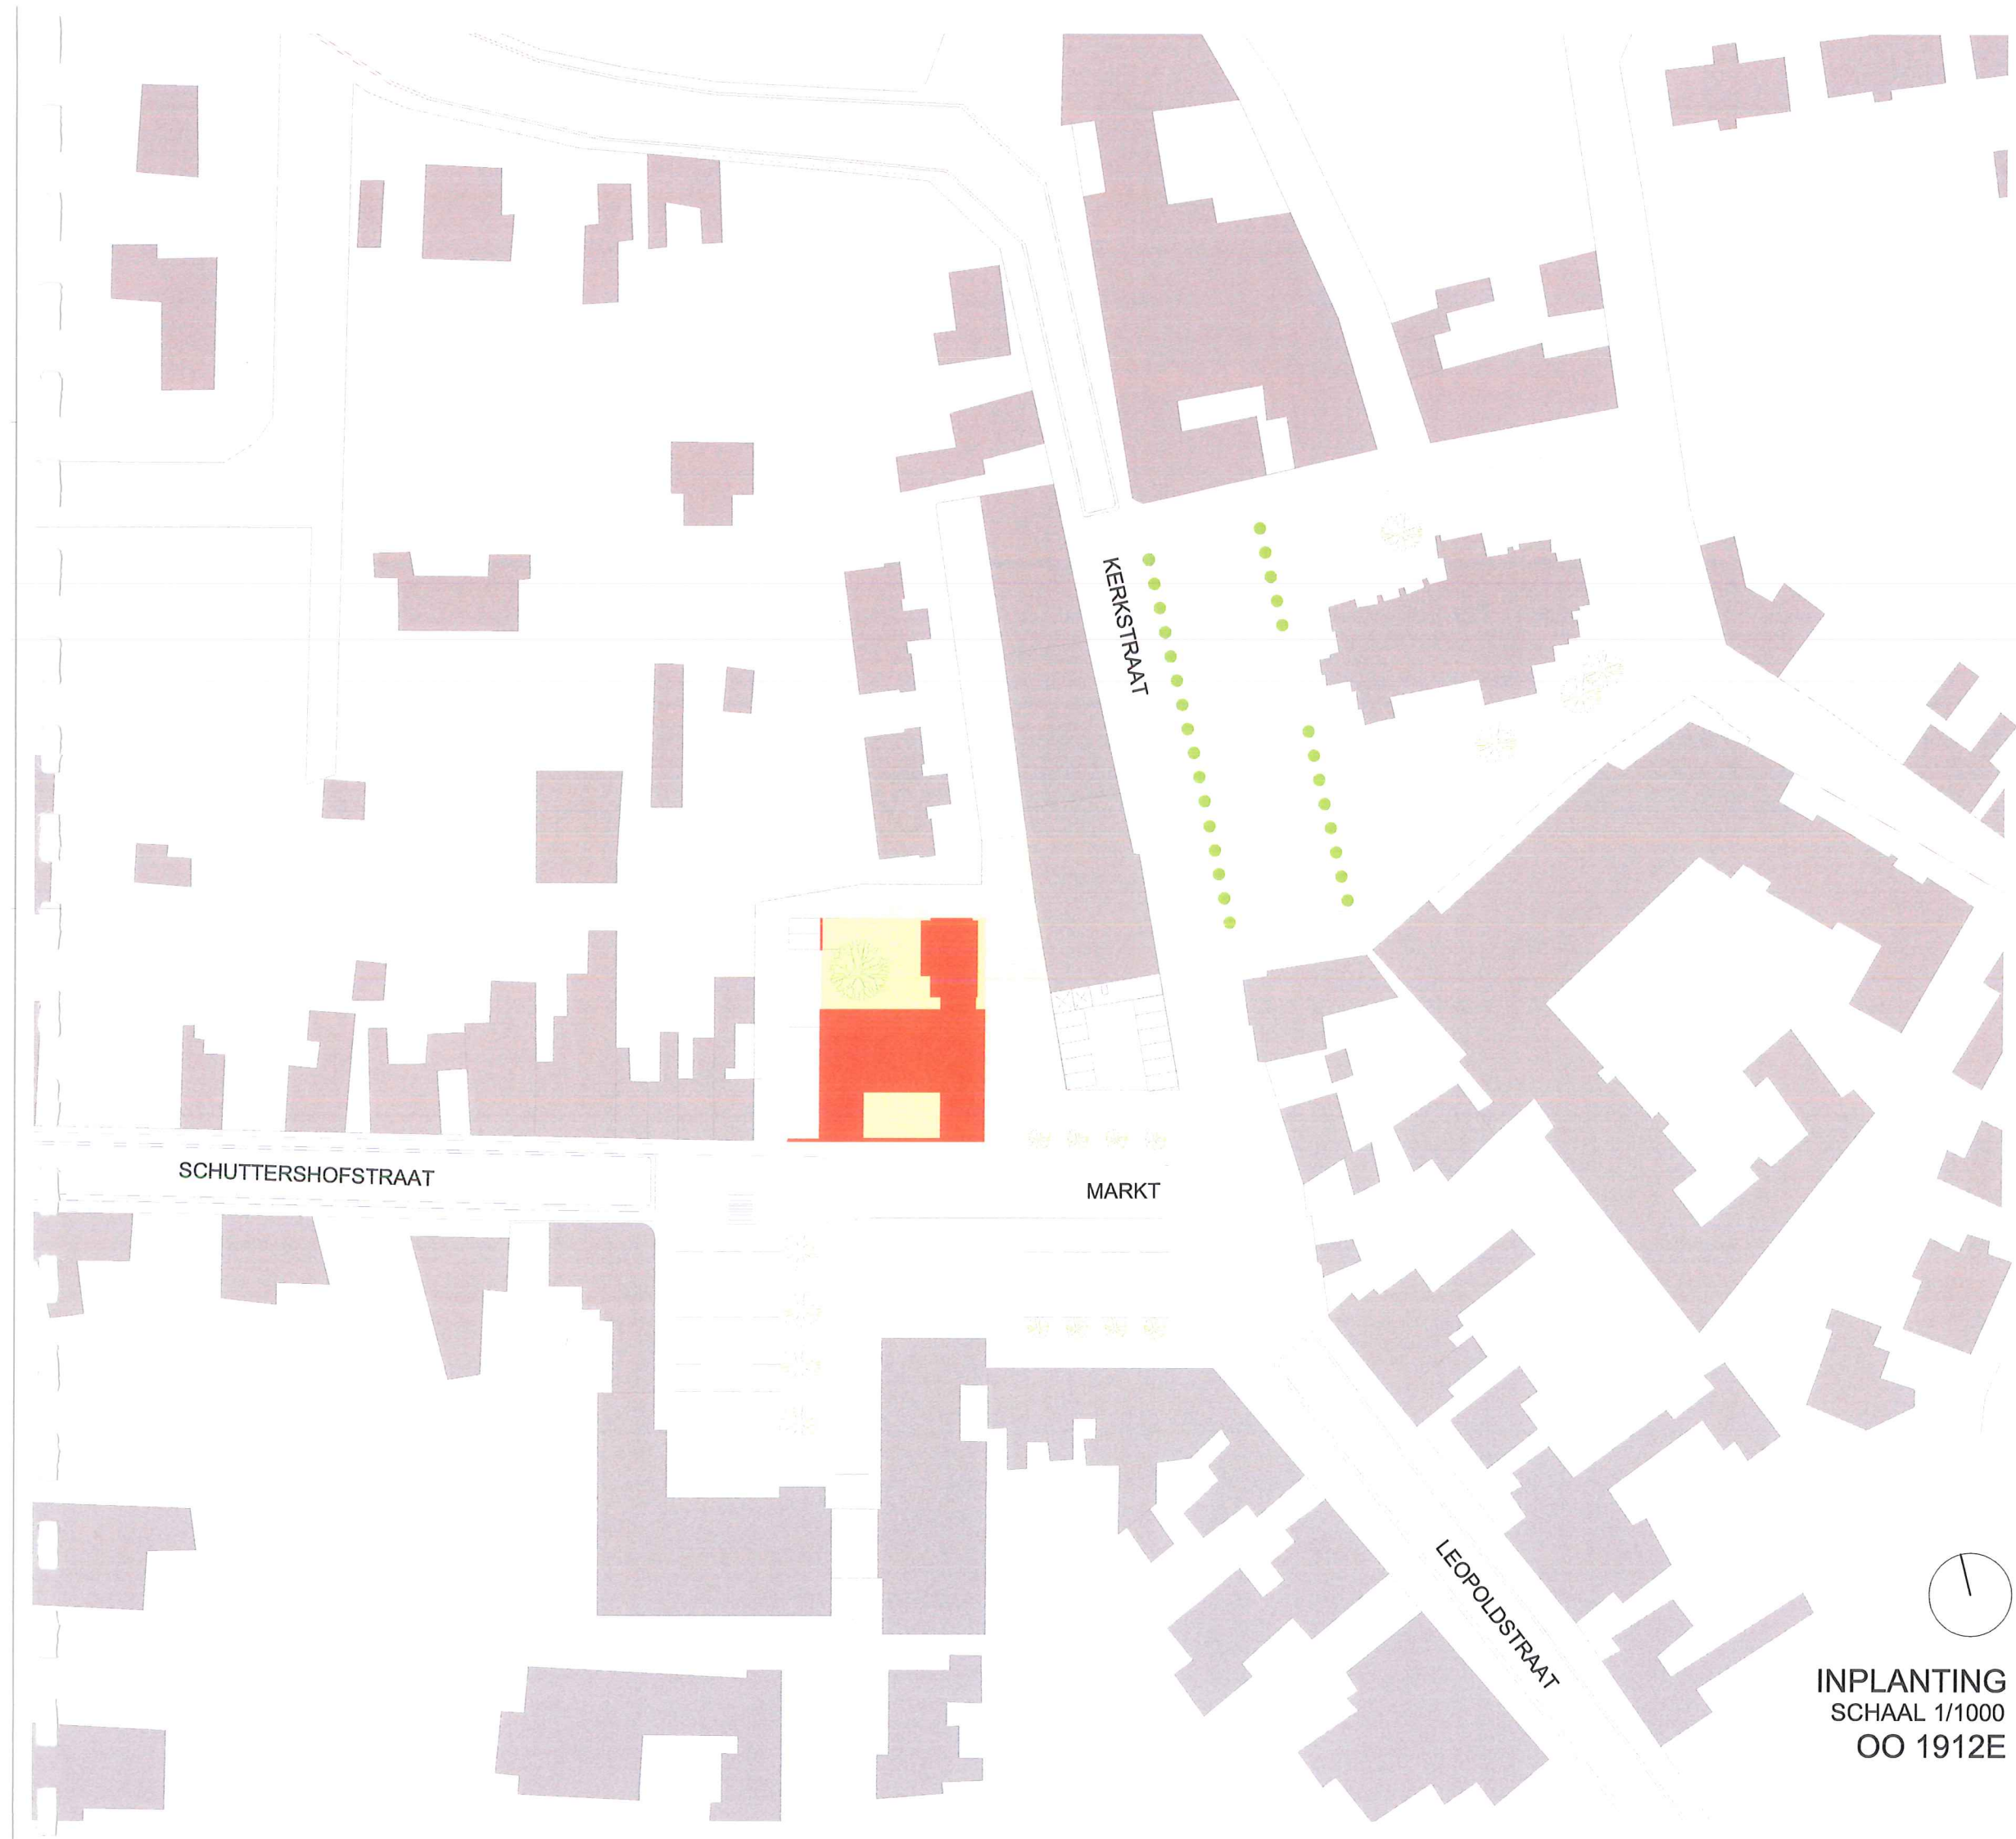 KERKSTRAAT
SCHUTTERSHOFSTRAAT
MARKT
LEOPOLDSTRAAT
INPLANTING
SCHAAL 1/1000
OO 1912E